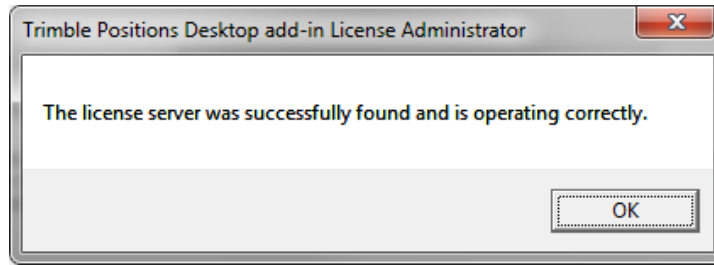 Trimble Positions Desktop add-in License Administrator
The license server was successfully found and is operating correctly.
OK